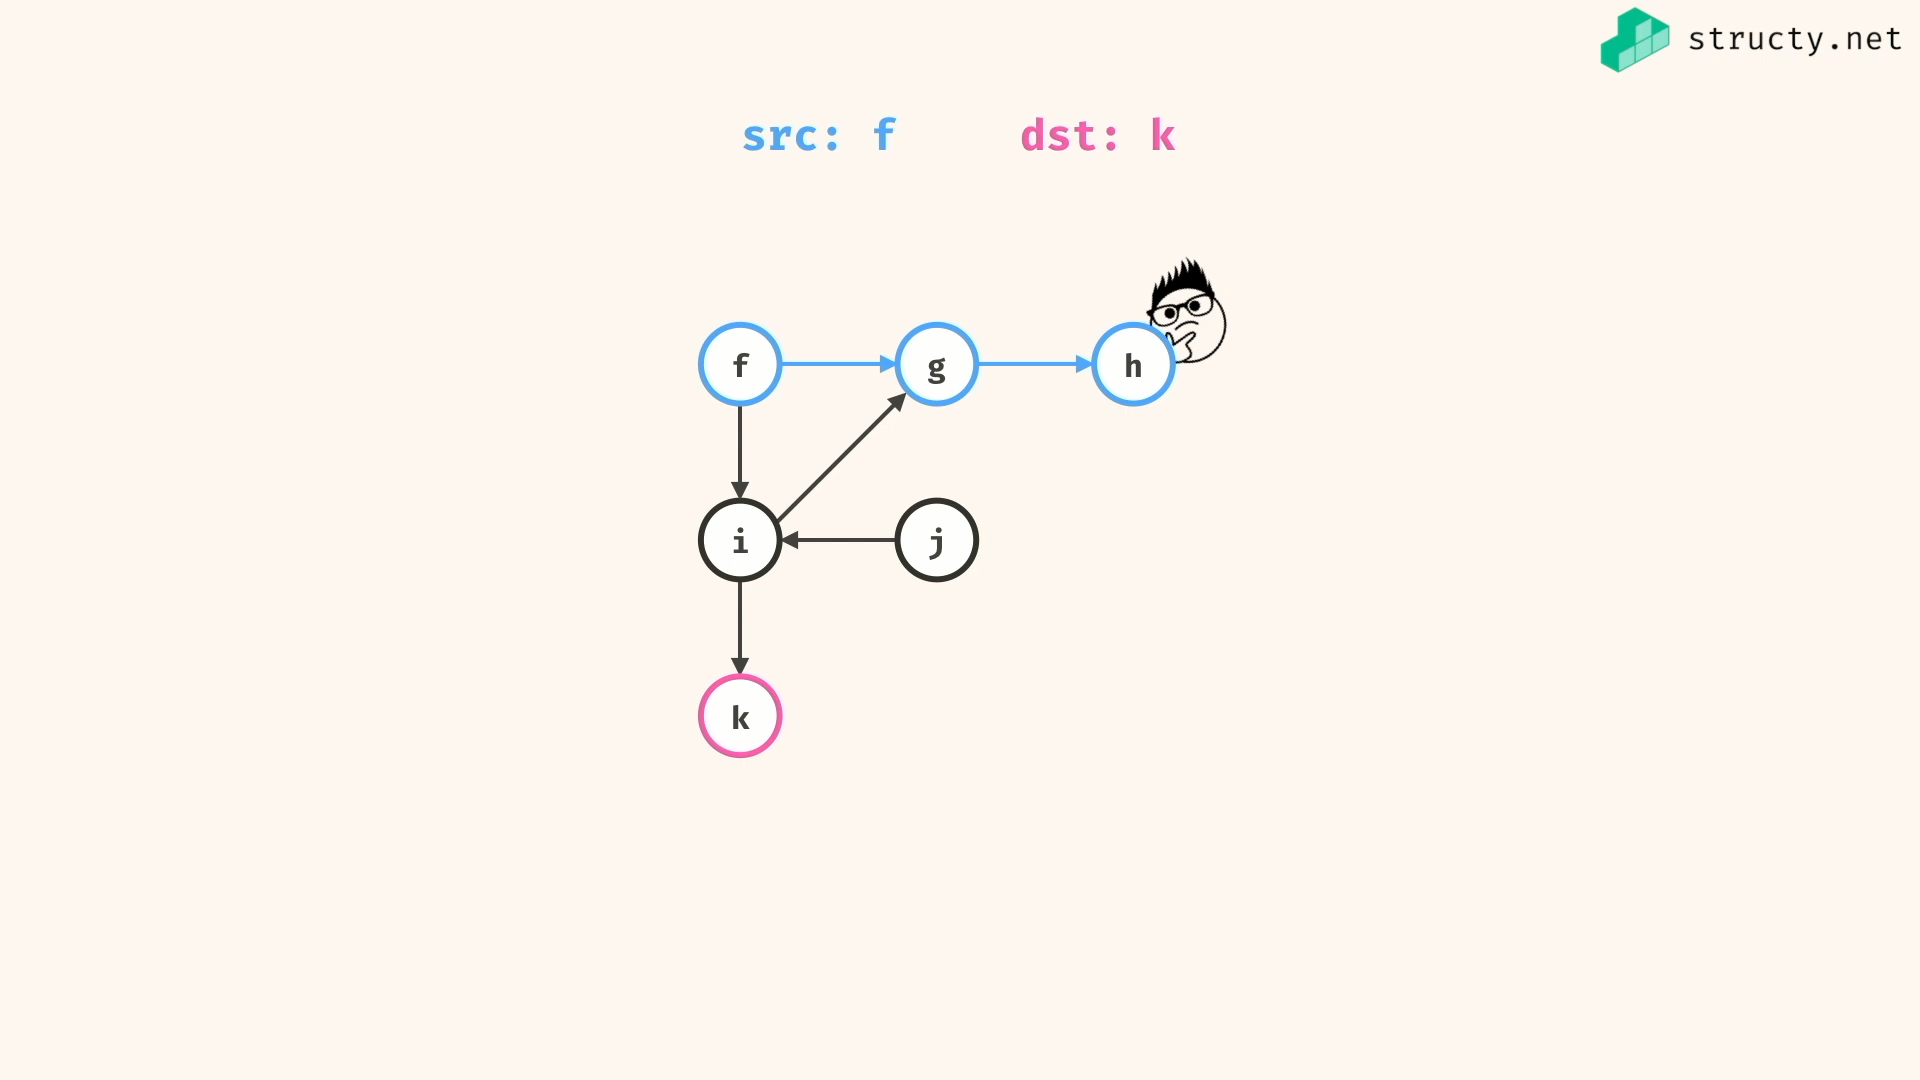 structy.net
src: f dst: k
f g h
i j
k